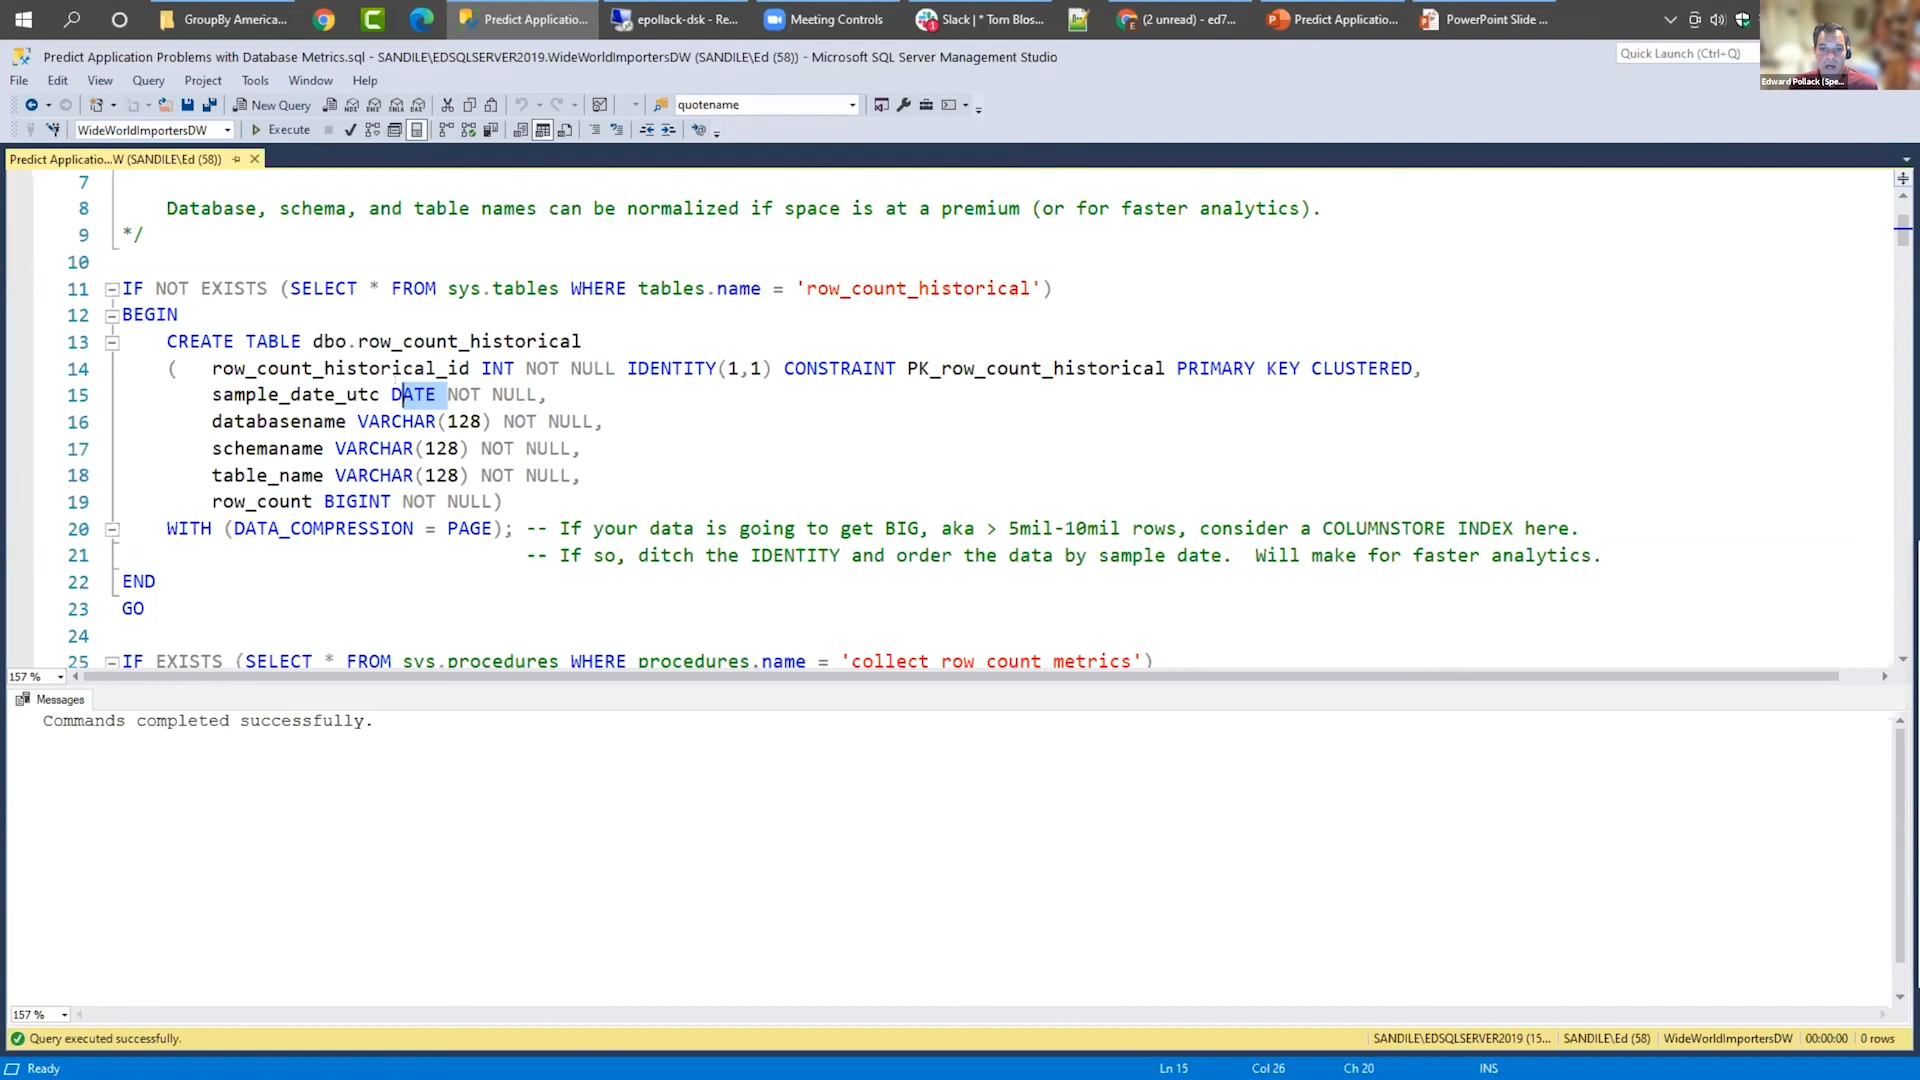 GroupBy America...
Predict Applicatio...
epollack-dsk - Re...
Meeting Controls
Slack | * Tom Blos...
(2 unread) - ed7...
Predict Applicatio...
PowerPoint Slide ...
Predict Application Problems with Database Metrics.sql - SANDILE\EDSQLSERVER2019.WideWorldImportersDW (SANDILE\Ed (58)) - Microsoft SQL Server Management Studio
Quick Launch (Ctrl+Q)
Edward Pollack (Spe...
File Edit View Query Project Tools Window Help
New Query
quotename
WideWorldImportersDW
Execute
Predict Applicatio...W (SANDILE\Ed (58))
7
8 Database, schema, and table names can be normalized if space is at a premium (or for faster analytics).
9 */
10
11 IF NOT EXISTS (SELECT * FROM sys.tables WHERE tables.name = 'row_count_historical')
12 BEGIN
13 CREATE TABLE dbo.row_count_historical
14 ( row_count_historical_id INT NOT NULL IDENTITY(1,1) CONSTRAINT PK_row_count_historical PRIMARY KEY CLUSTERED,
15 sample_date_utc DATE NOT NULL,
16 databasename VARCHAR(128) NOT NULL,
17 schemaname VARCHAR(128) NOT NULL,
18 table_name VARCHAR(128) NOT NULL,
19 row_count BIGINT NOT NULL)
20 WITH (DATA_COMPRESSION = PAGE); -- If your data is going to get BIG, aka > 5mil-10mil rows, consider a COLUMNSTORE INDEX here.
21 -- If so, ditch the IDENTITY and order the data by sample date. Will make for faster analytics.
22 END
23 GO
24
25 IF EXISTS (SELECT * FROM sys.procedures WHERE procedures.name = 'collect_row_count_metrics')
157 %
Messages
Commands completed successfully.
157 %
Query executed successfully.
SANDILE\EDSQLSERVER2019 (15... SANDILE\Ed (58) WideWorldImportersDW 00:00:00 0 rows
Ready
Ln 15 Col 26 Ch 20 INS